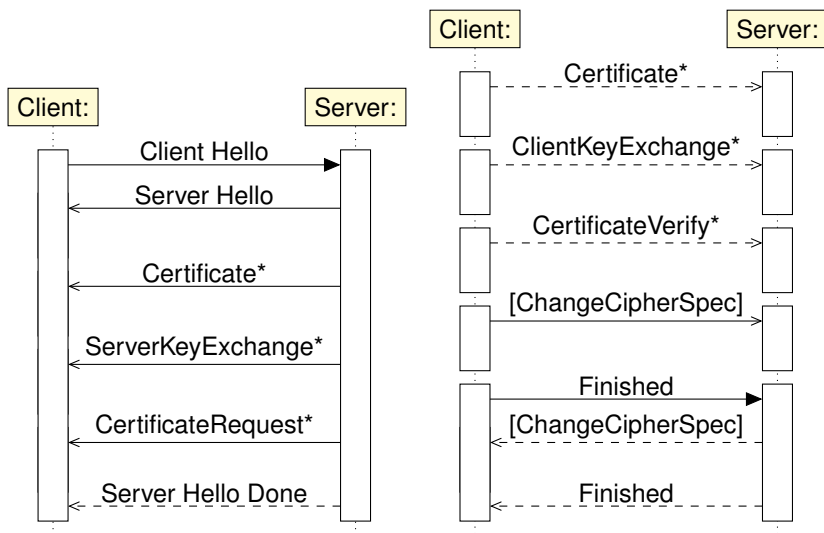 Client:
Server:
Client Hello
Server Hello
Certificate*
ServerKeyExchange*
CertificateRequest*
Server Hello Done
Client:
Server:
Certificate*
ClientKeyExchange*
CertificateVerify*
[ChangeCipherSpec]
Finished
[ChangeCipherSpec]
Finished